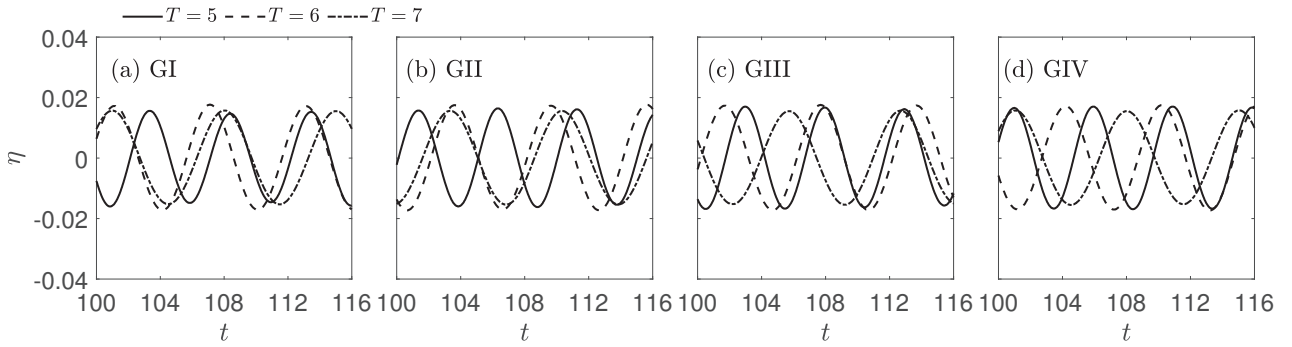 T = 5 T = 6 T = 7
0.04
0.02
0
-0.02
-0.04
η
(a) GI
(b) GII
(c) GIII
(d) GIV
100 104 108 112 116 100 104 108 112 116 100 104 108 112 116 100 104 108 112 116
t t t t